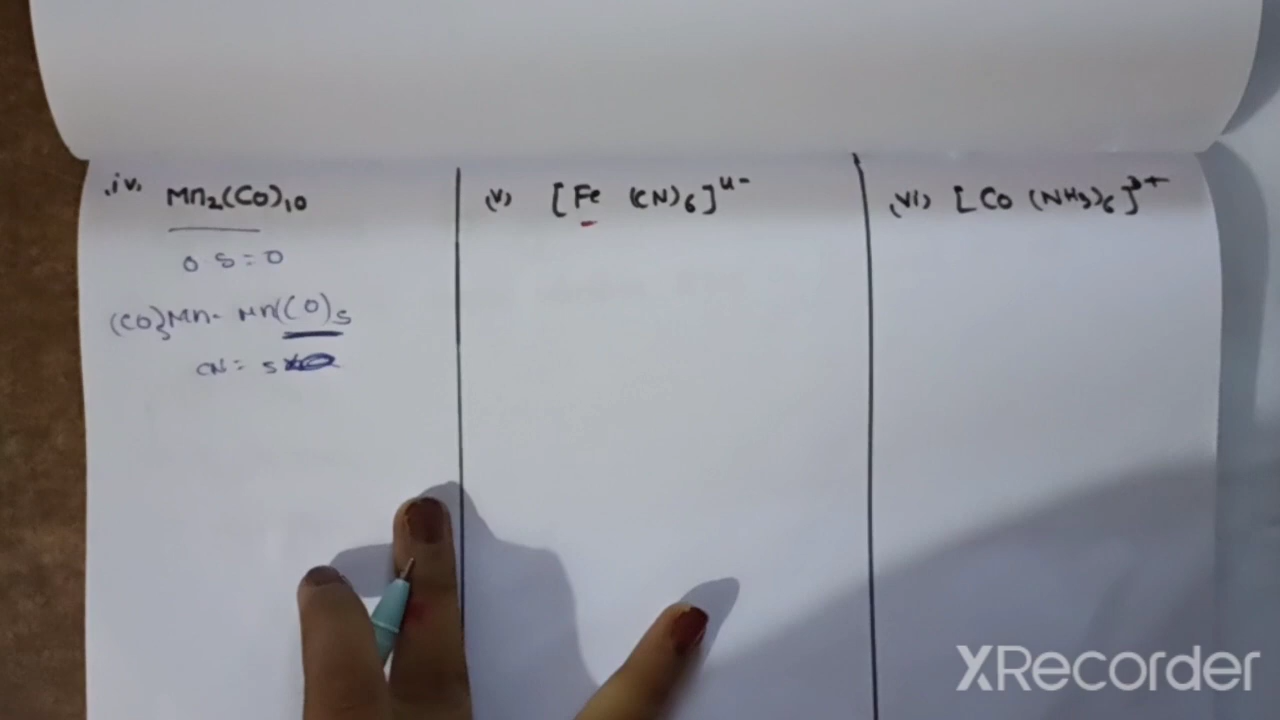 iv, Mn₂(Co)₁₀
O S = O
(CO)₅Mn - Mn(CO)₅
CN = 5
(v) [Fe (CN)₆]⁴⁻
(vi) [Co (NH₃)₆]³⁺
XRecorder